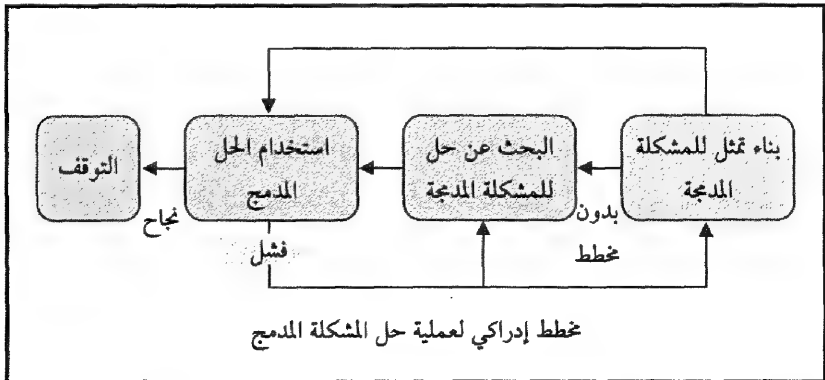 بناء تمثل للمشكلة
المدمجة
بدون
مخطط
البحث عن حل
للمشكلة المدمجة
استخدام الحل
المدمج
نجاح
فشل
التوقف
مخطط إدراكي لعملية حل المشكلة المدمج